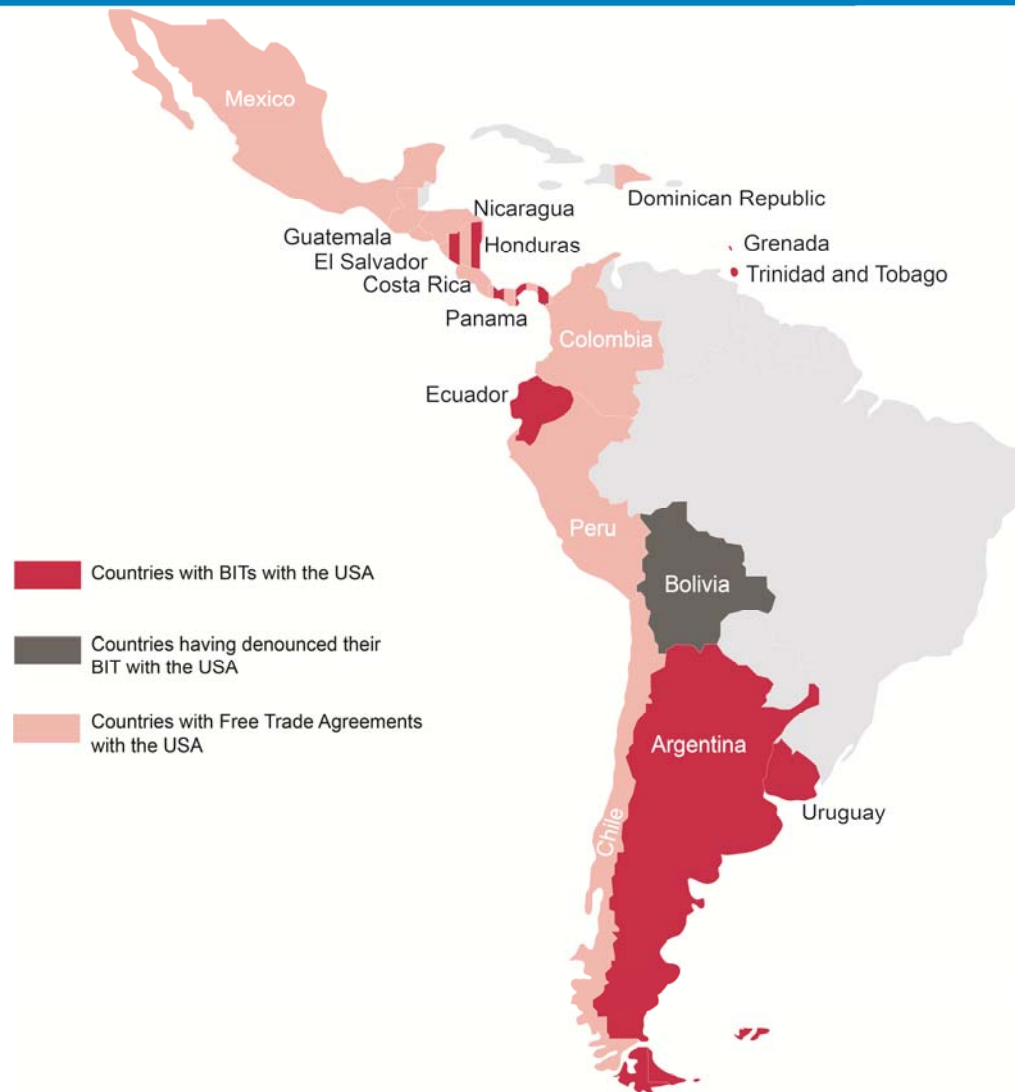 Mexico
Nicaragua
Dominican Republic
Guatemala
Honduras
Grenada
El Salvador
Trinidad and Tobago
Costa Rica
Panama
Colombia
Ecuador
Peru
Countries with BITs with the USA
Bolivia
Countries having denounced their
BIT with the USA
Countries with Free Trade Agreements
with the USA
Argentina
Uruguay
Chile